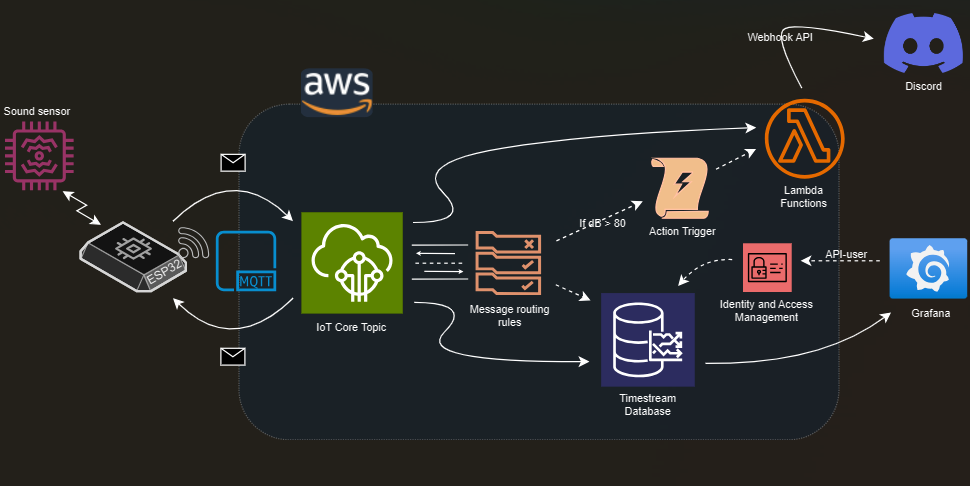 Webhook API
Discord
aws
Sound sensor
Lambda
Functions
If dB > 80
Action Trigger
ESP32
MQTT
API-user
IoT Core Topic
Message routing
rules
Identity and Access
Management
Grafana
Timestream
Database